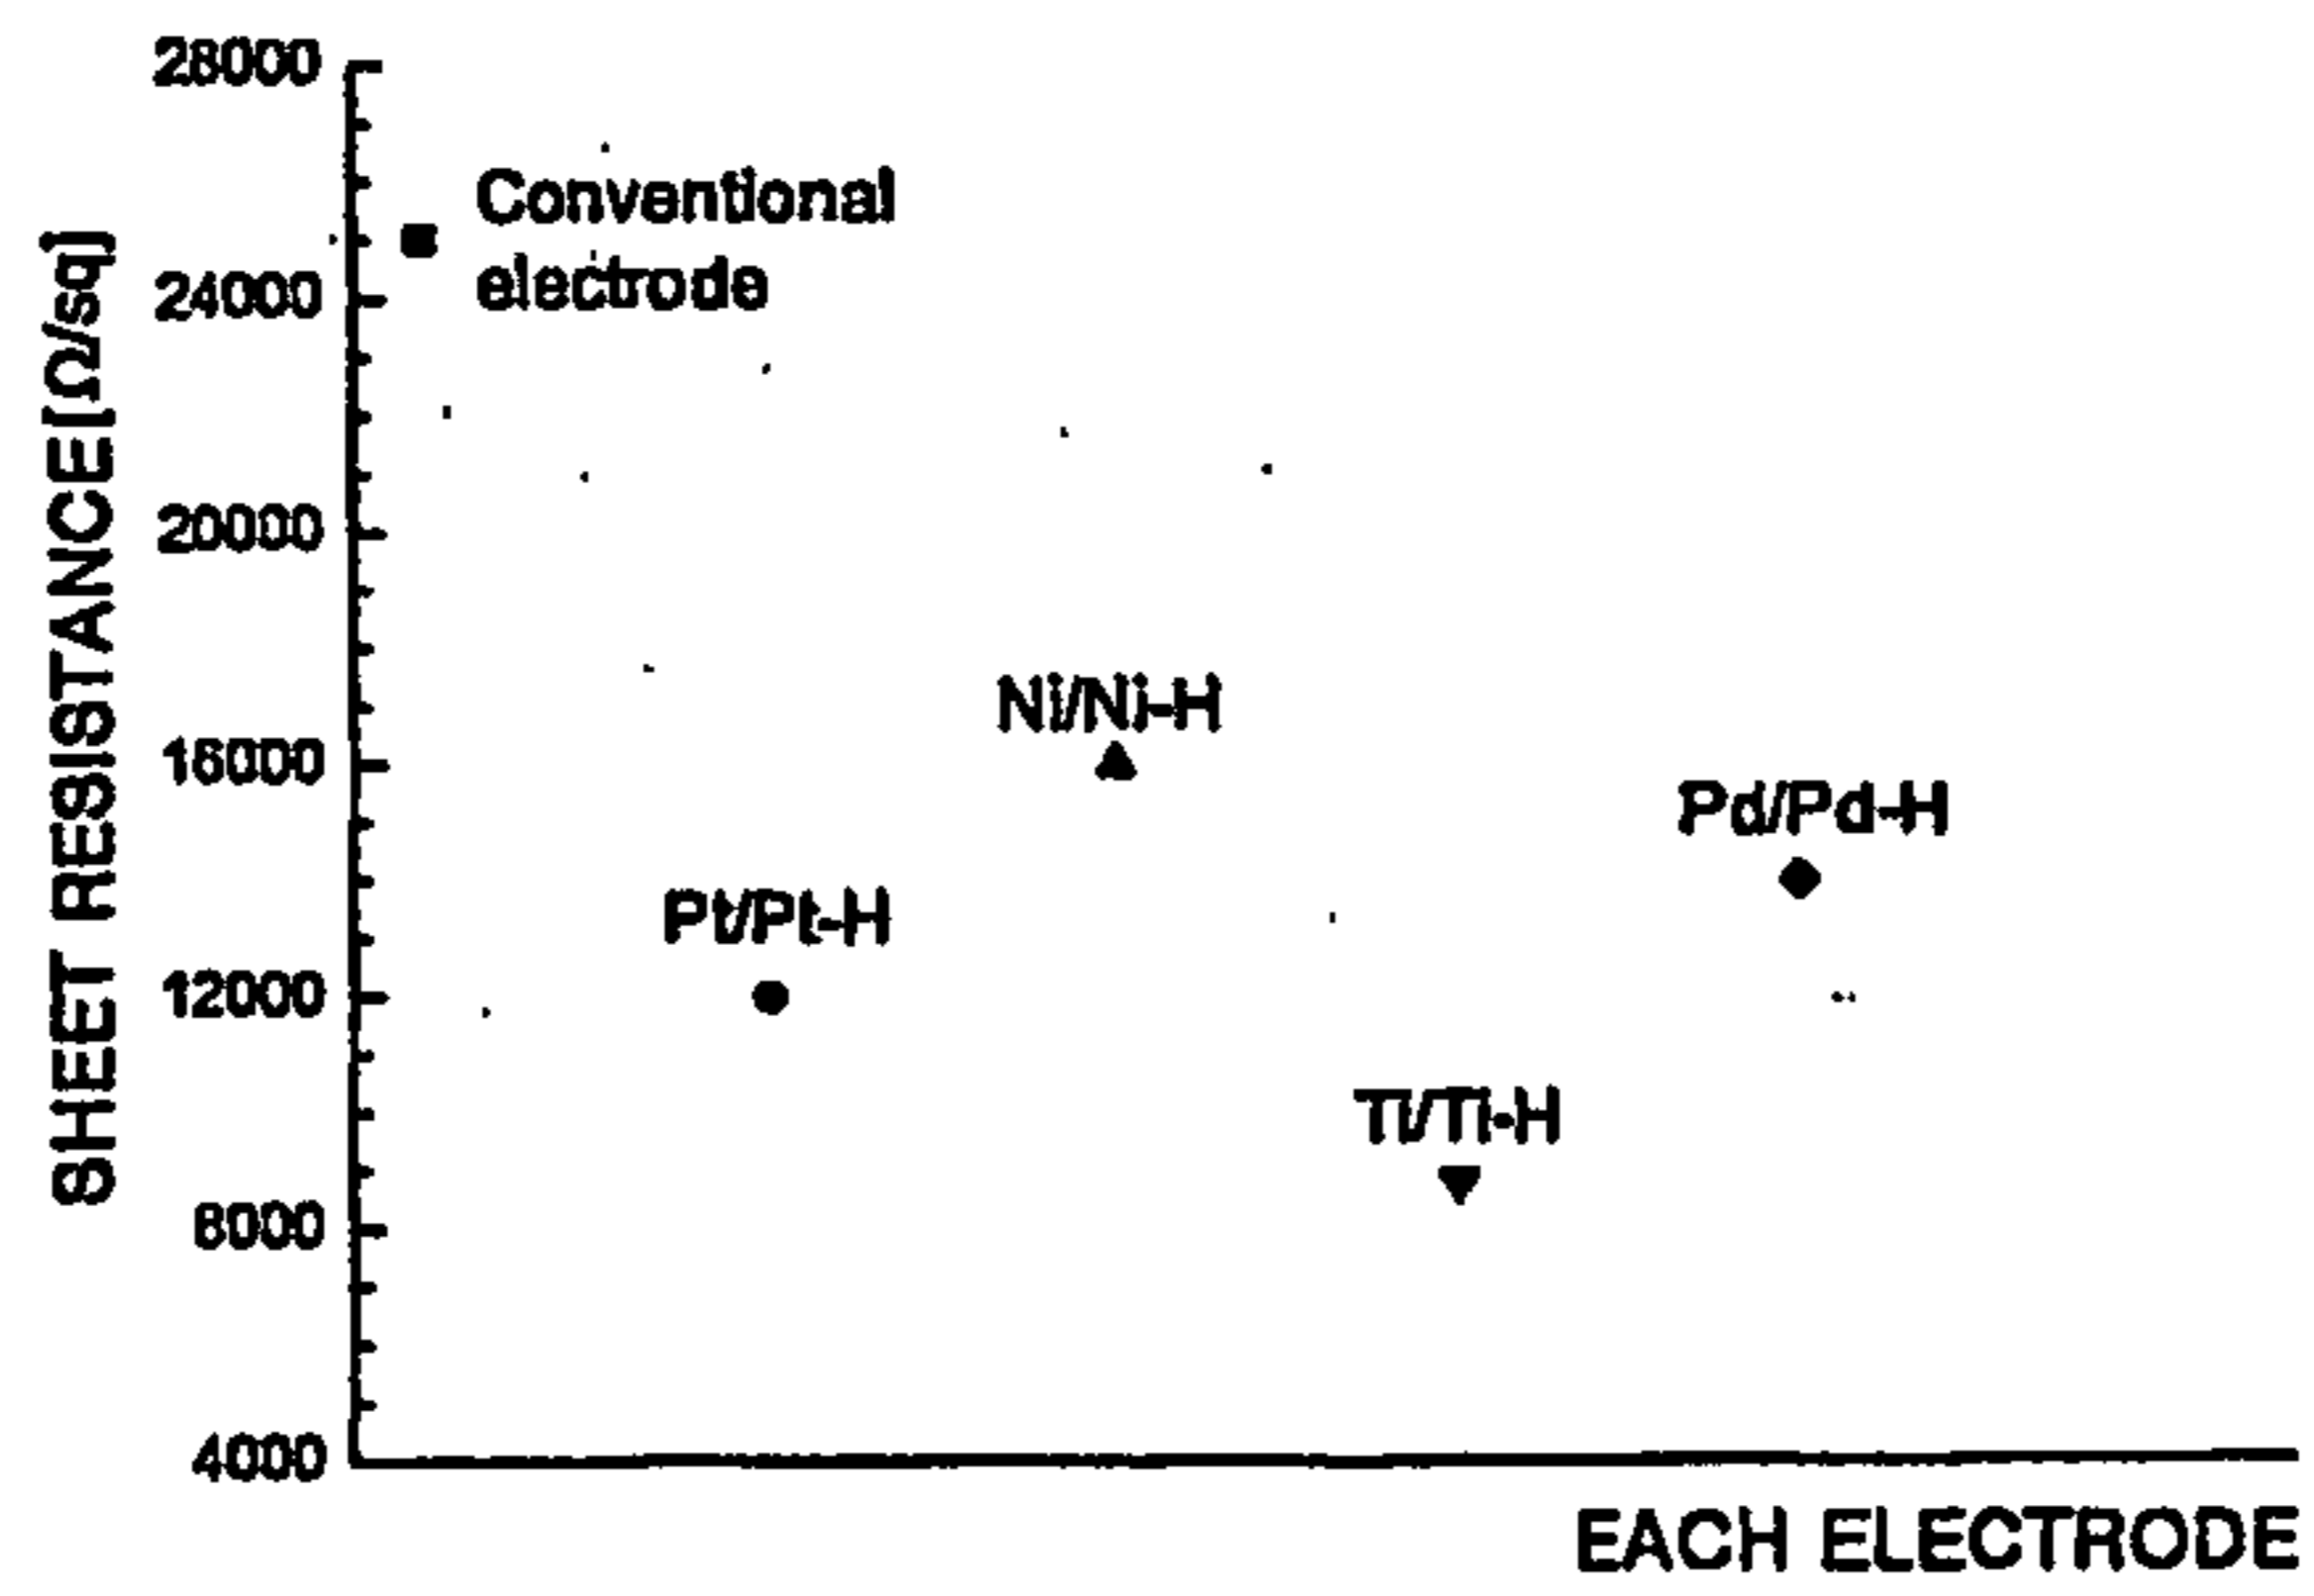 28000
24000
20000
16000
12000
8000
4000
SHEET RESISTANCE[Ω/sq]
Conventional
electrode
Ni/Ni-H
Pd/Pd-H
Pt/Pt-H
Ti/Ti-H
EACH ELECTRODE